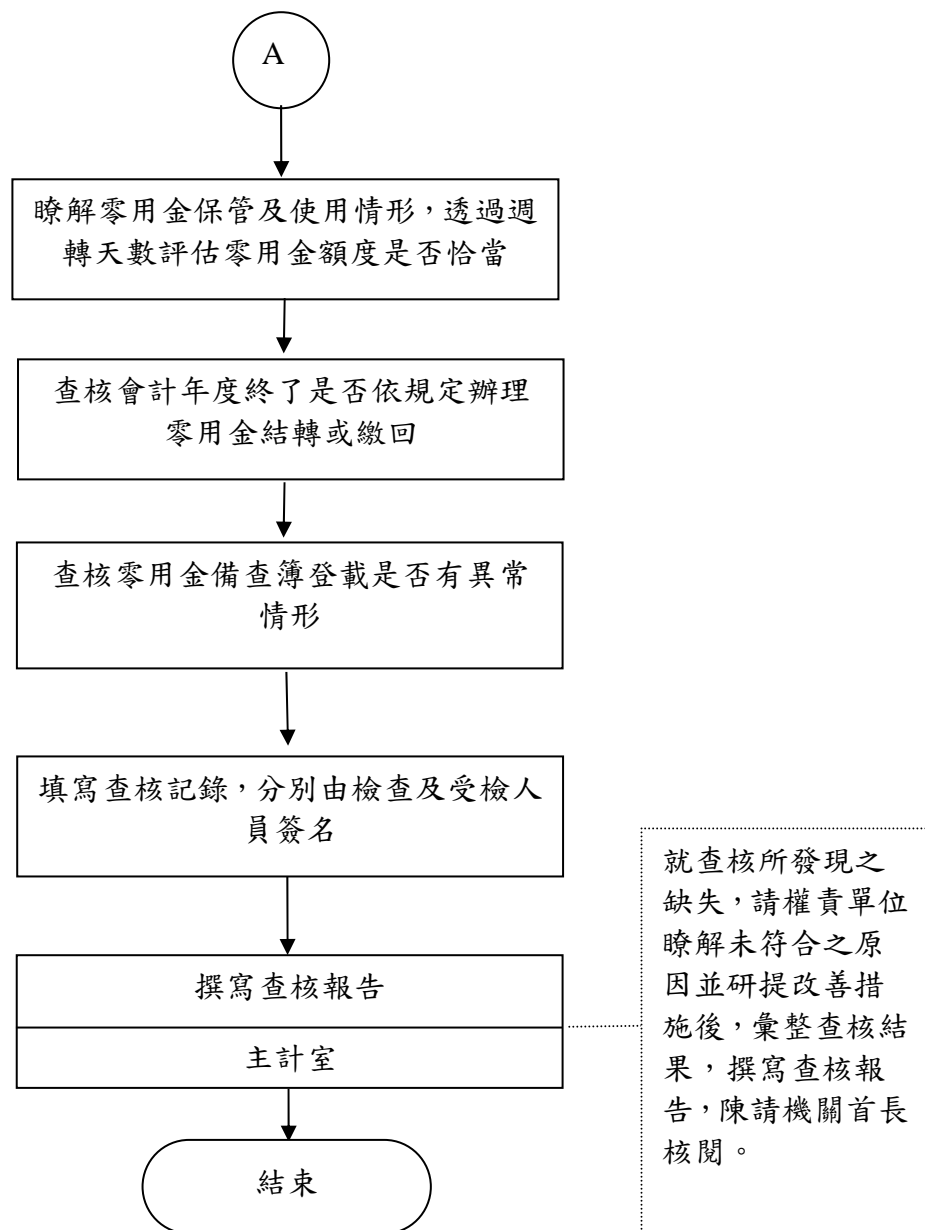 A
瞭解零用金保管及使用情形，透過週
轉天數評估零用金額度是否恰當
查核會計年度終了是否依規定辦理
零用金結轉或繳回
查核零用金備查簿登載是否有異常
情形
填寫查核記錄，分別由檢查及受檢人
員簽名
撰寫查核報告
主計室
就查核所發現之
缺失，請權責單位
瞭解未符合之原
因並研提改善措
施後，彙整查核結
果，撰寫查核報
告，陳請機關首長
核閱。
結束